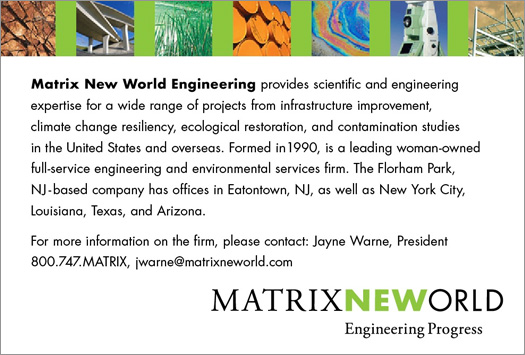 Matrix New World Engineering provides scientific and engineering
expertise for a wide range of projects from infrastructure improvement,
climate change resiliency, ecological restoration, and contamination studies
in the United States and overseas. Formed in1990, is a leading woman-owned
full-service engineering and environmental services firm. The Florham Park,
NJ-based company has offices in Eatontown, NJ, as well as New York City,
Louisiana, Texas, and Arizona.
For more information on the firm, please contact: Jayne Warne, President
800.747.MATRIX, jwarne@matrixneworld.com
MATRIXNEWORLD
Engineering Progress